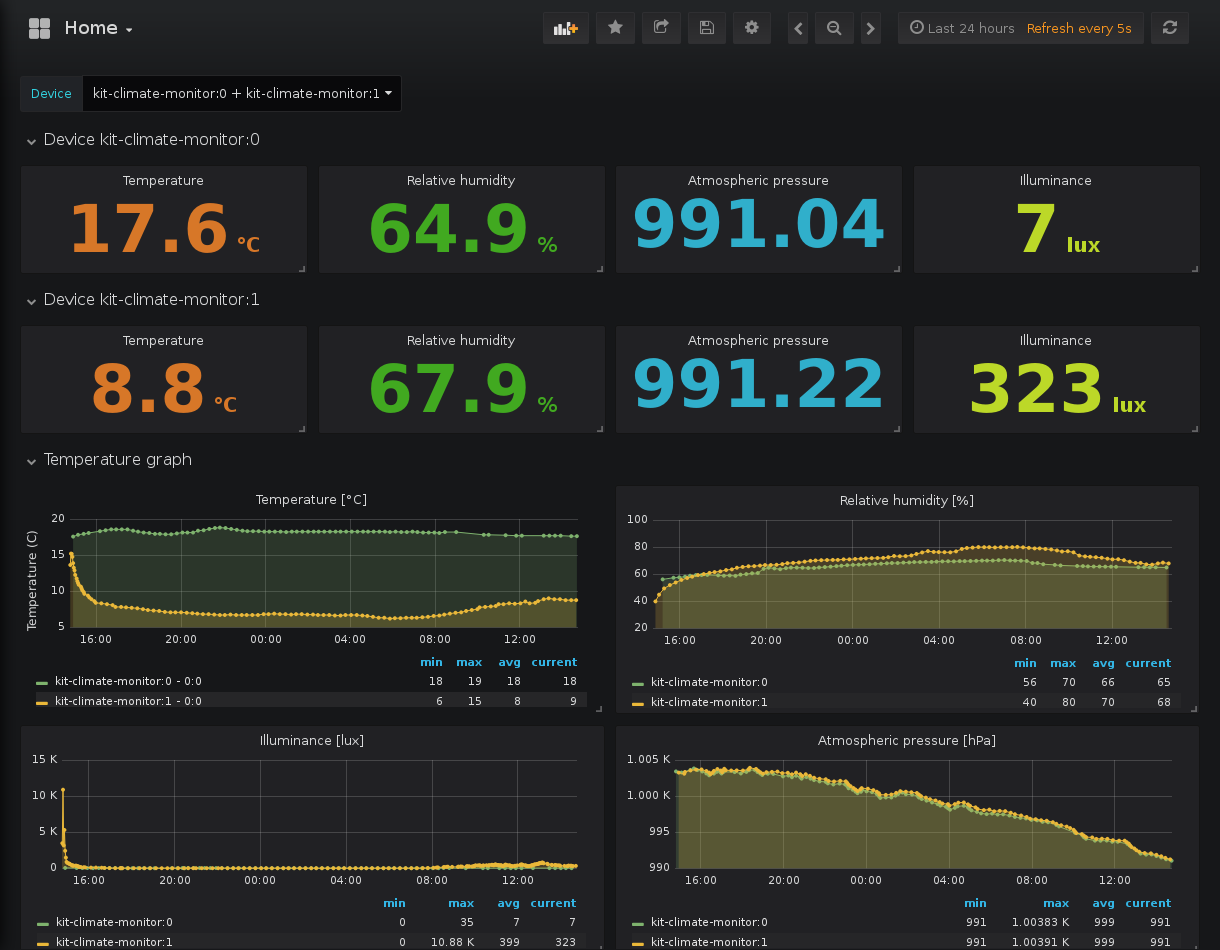 Home
Last 24 hours Refresh every 5s
Device kit-climate-monitor:0 + kit-climate-monitor:1
Device kit-climate-monitor:0
Temperature Relative humidity Atmospheric pressure Illuminance
17.6 °C 64.9 % 991.04 7 lux
Device kit-climate-monitor:1
Temperature Relative humidity Atmospheric pressure Illuminance
8.8 °C 67.9 % 991.22 323 lux
Temperature graph
Temperature [°C]
Temperature (C)
20
15
10
5
16:00 20:00 00:00 04:00 08:00 12:00
min max avg current
kit-climate-monitor:0 - 0:0 18 19 18 18
kit-climate-monitor:1 - 0:0 6 15 8 9
Relative humidity [%]
100
80
60
40
20
16:00 20:00 00:00 04:00 08:00 12:00
min max avg current
kit-climate-monitor:0 56 70 66 65
kit-climate-monitor:1 40 80 70 68
Illuminance [lux]
15 K
10 K
5 K
0
16:00 20:00 00:00 04:00 08:00 12:00
min max avg current
kit-climate-monitor:0 0 35 7 7
kit-climate-monitor:1 0 10.88 K 399 323
Atmospheric pressure [hPa]
1.005 K
1.000 K
995
990
16:00 20:00 00:00 04:00 08:00 12:00
min max avg current
kit-climate-monitor:0 991 1.00383 K 999 991
kit-climate-monitor:1 991 1.00391 K 999 991